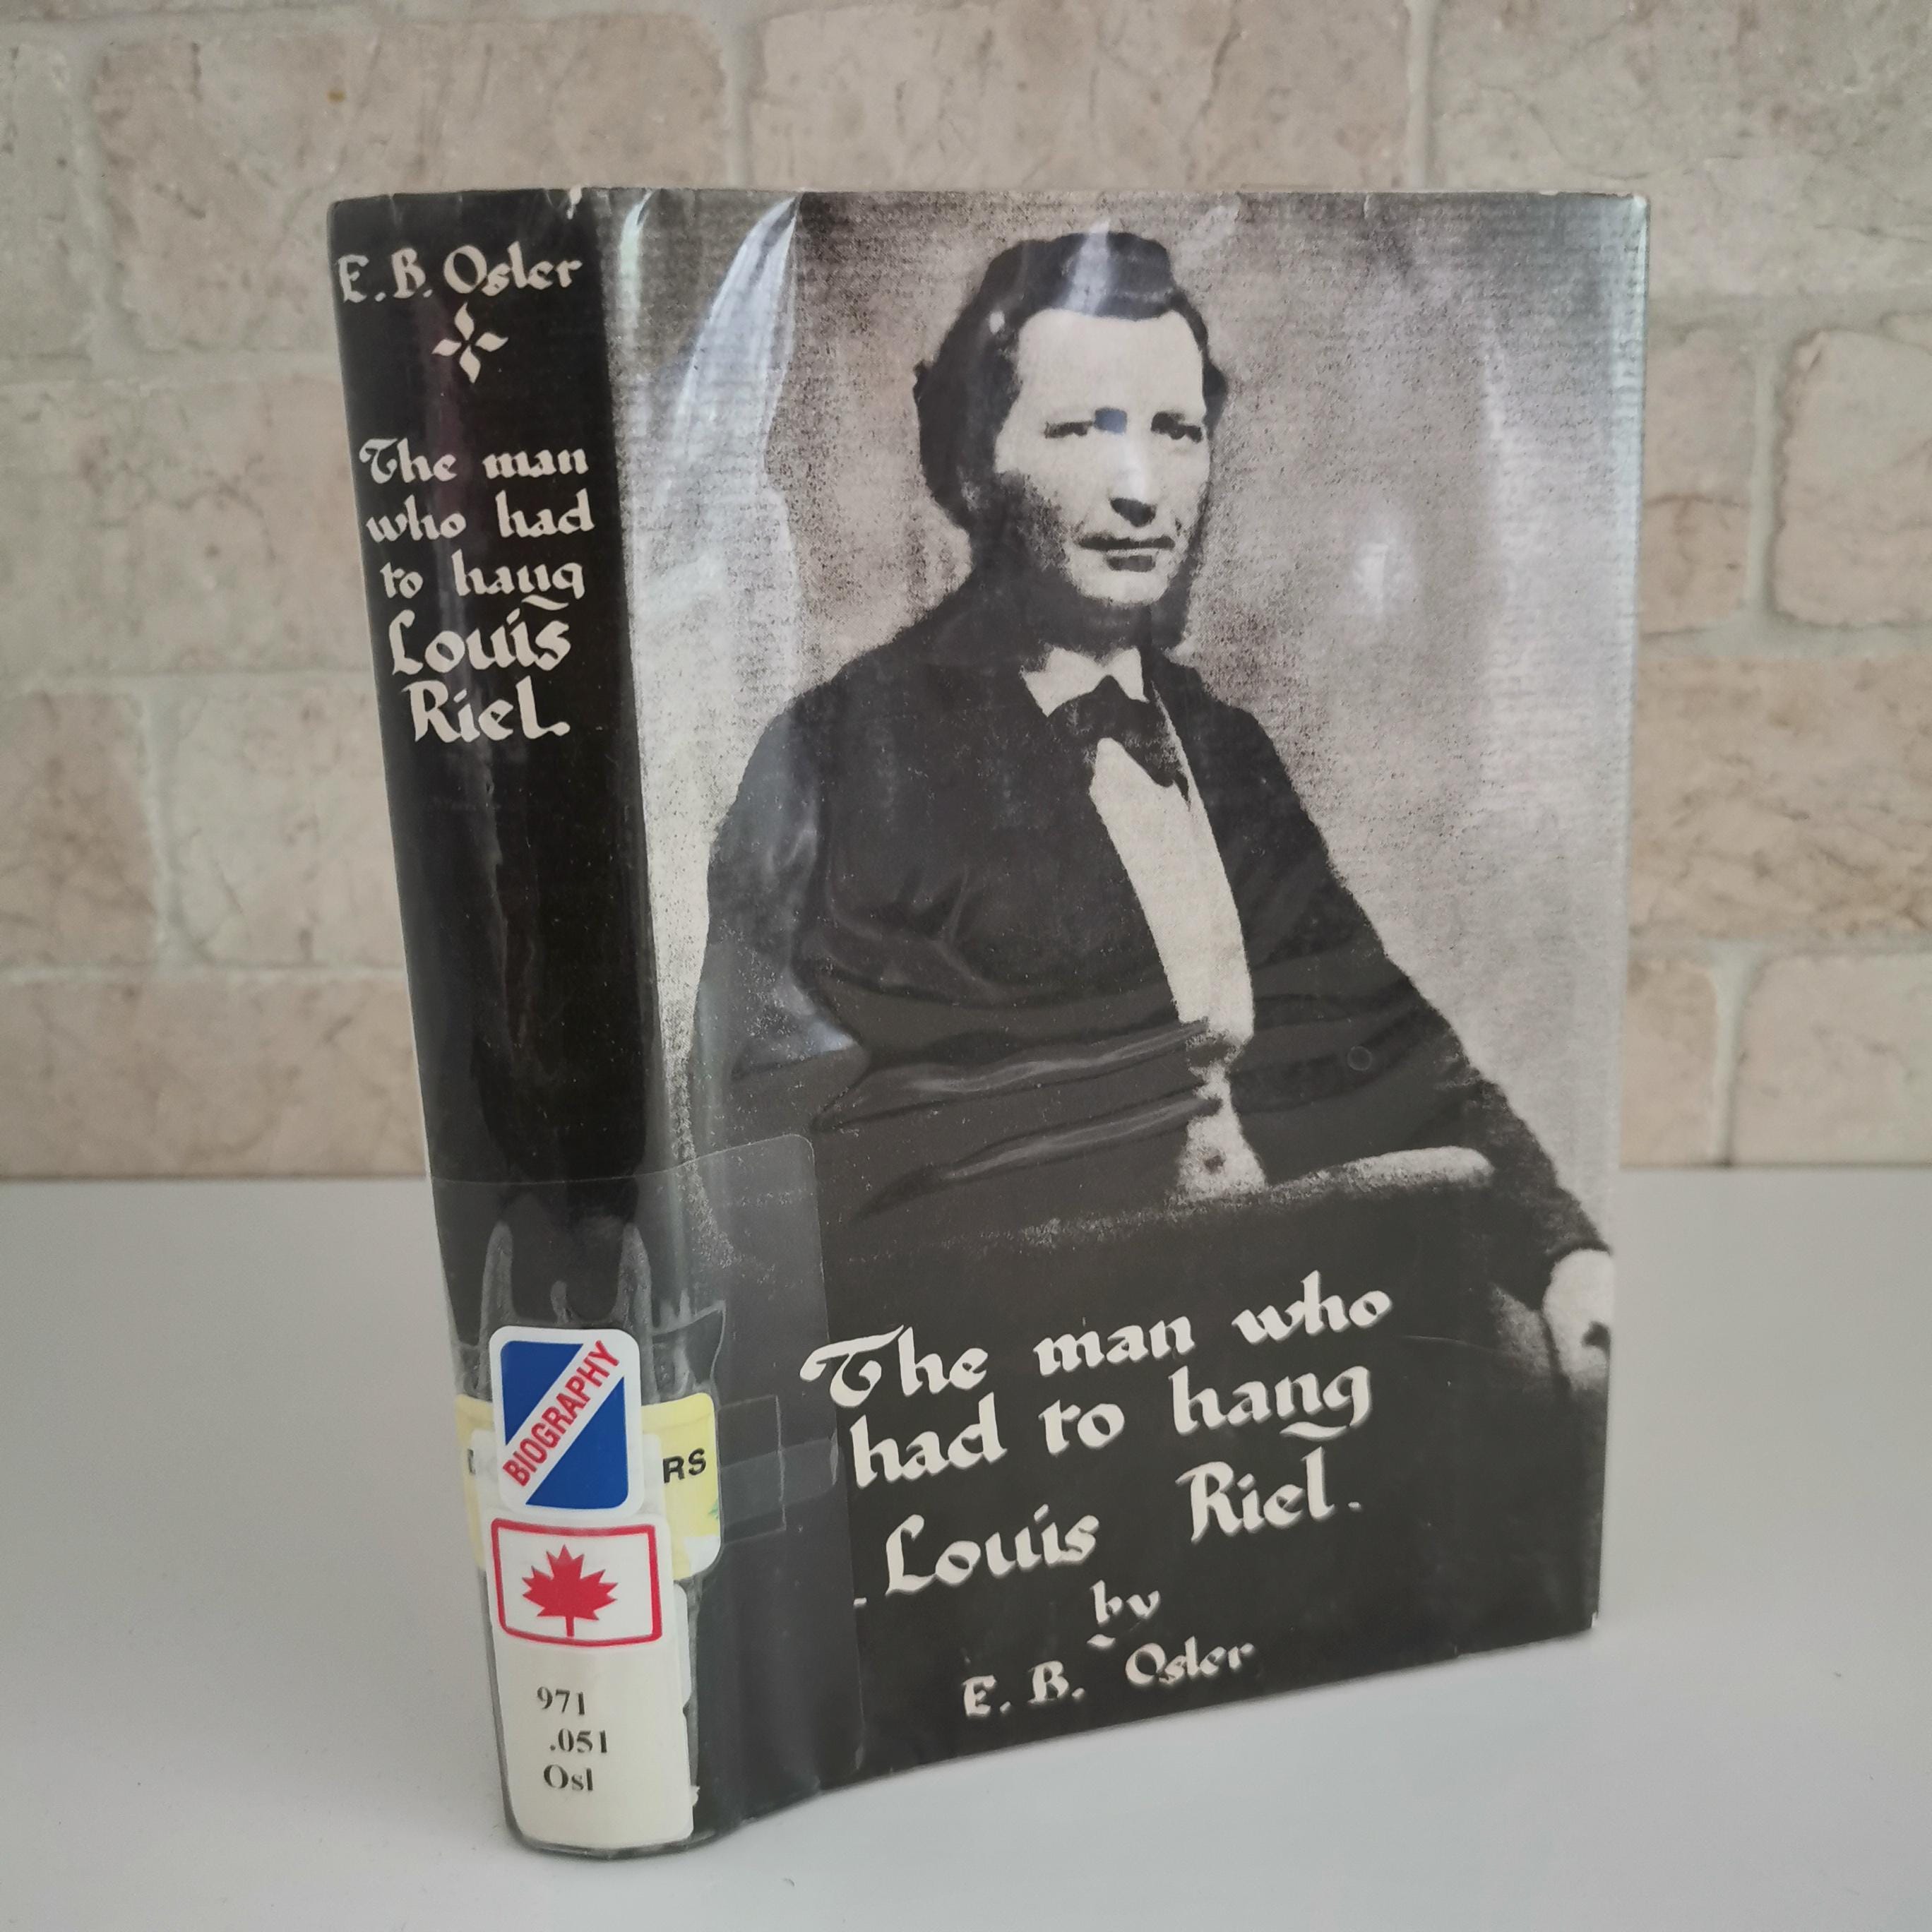 E. B. Osler
The man
who had
to hang
Louis
Riel.
BIOGRAPHY
RS
971
.051
Osl
The man who
had to hang
Louis Riel.
by
E. B. Osler